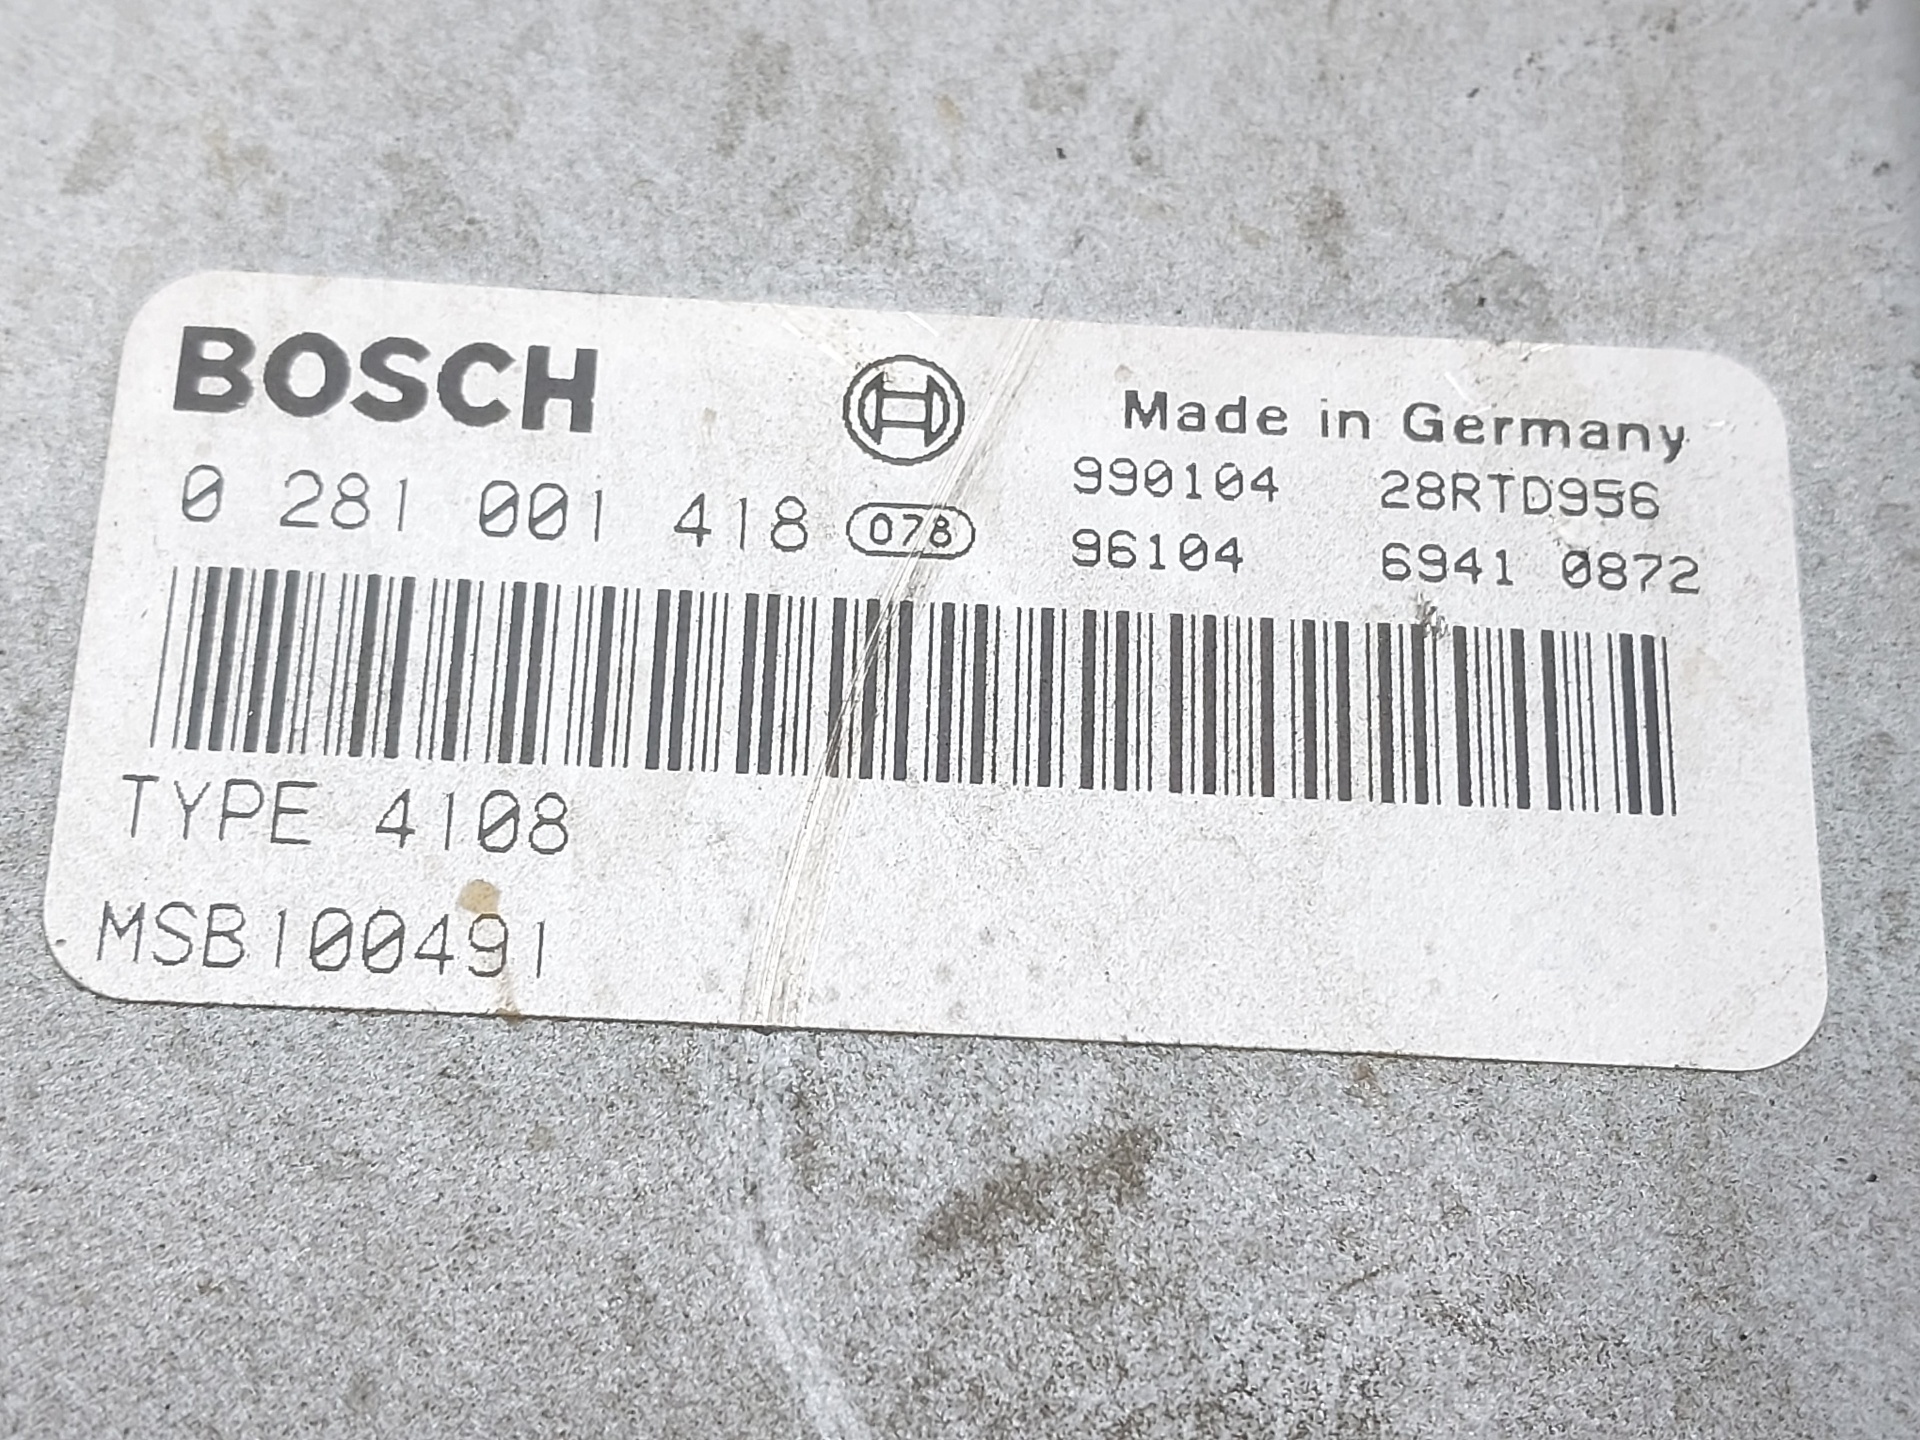 BOSCH
Made in Germany
0 281 001 418 078
990104 28RTD956
96104 6941 0872
TYPE 4108
MSB100491